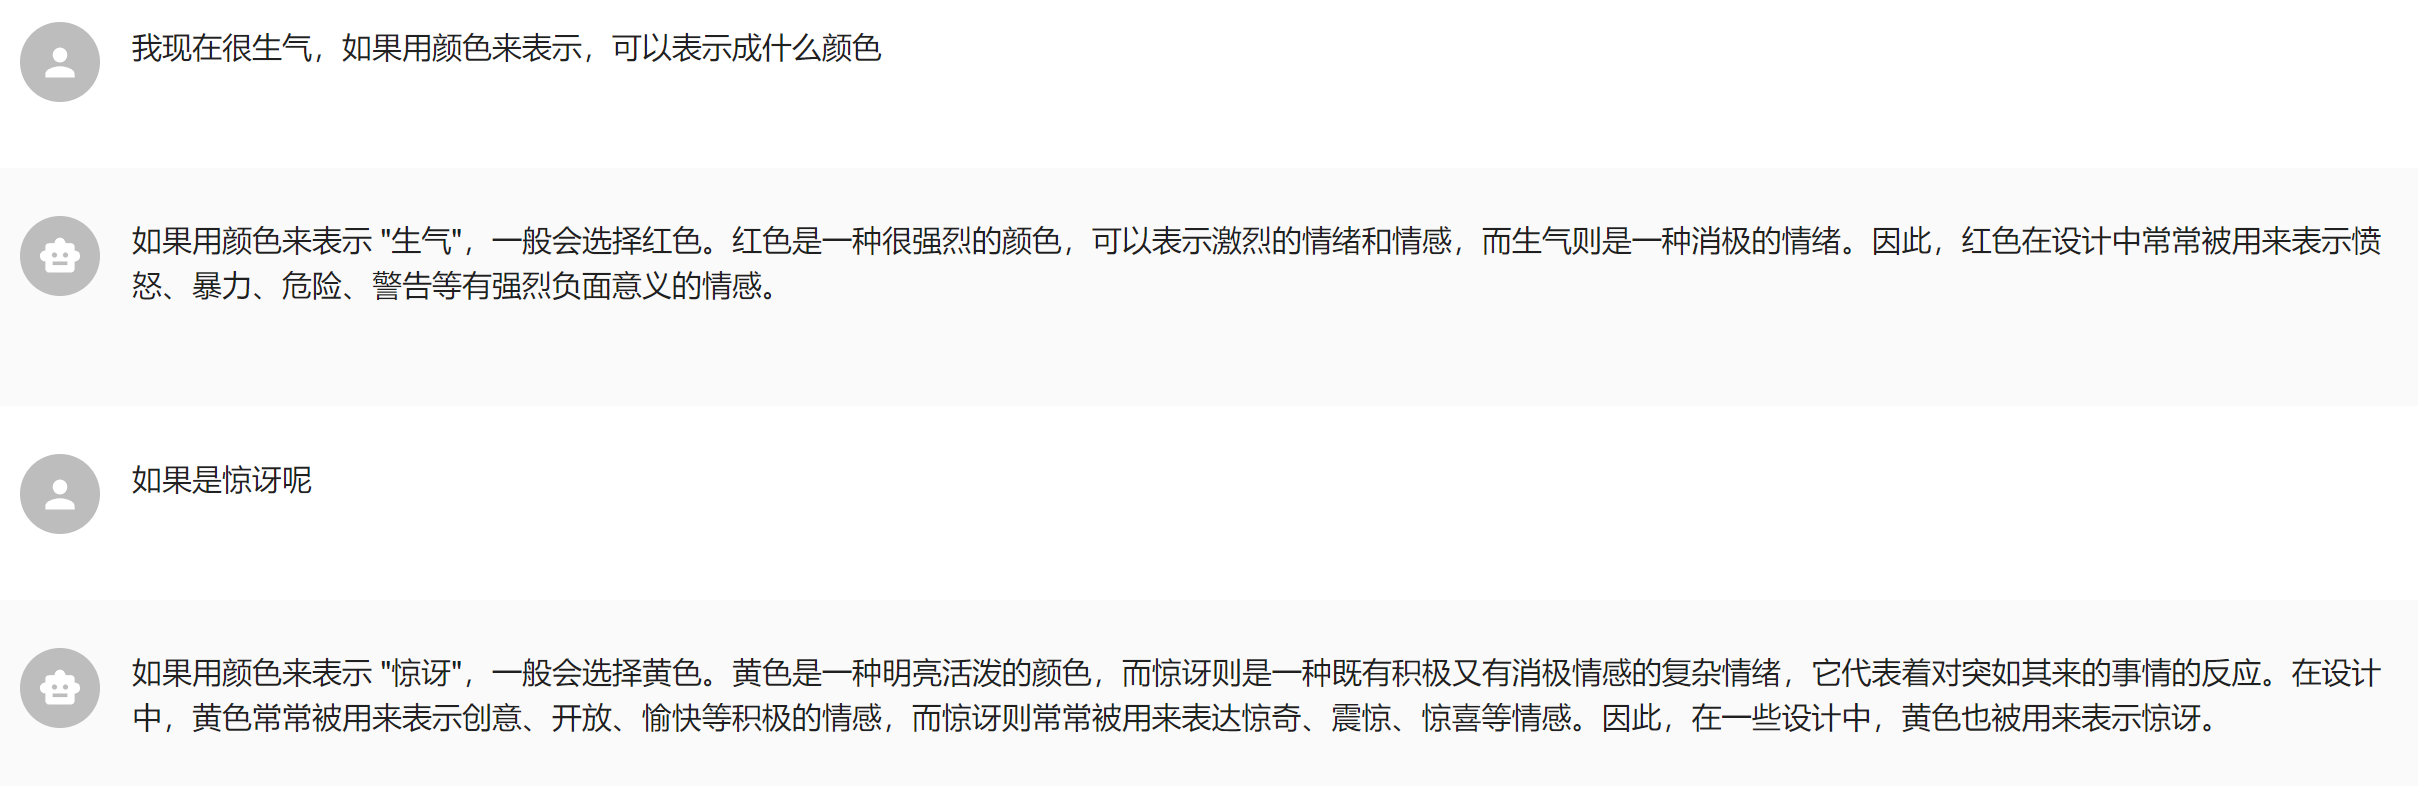 我现在很生气，如果用颜色来表示，可以表示成什么颜色
如果用颜色来表示 "生气"，一般会选择红色。红色是一种很强烈的颜色，可以表示激烈的情绪和情感，而生气则是一种消极的情绪。因此，红色在设计中常常被用来表示愤
怒、暴力、危险、警告等有强烈负面意义的情感。
如果是惊讶呢
如果用颜色来表示 "惊讶"，一般会选择黄色。黄色是一种明亮活泼的颜色，而惊讶则是一种既有积极又有消极情感的复杂情绪，它代表着对突如其来的事情的反应。在设计
中，黄色常常被用来表示创意、开放、愉快等积极的情感，而惊讶则常常被用来表达惊奇、震惊、惊喜等情感。因此，在一些设计中，黄色也被用来表示惊讶。